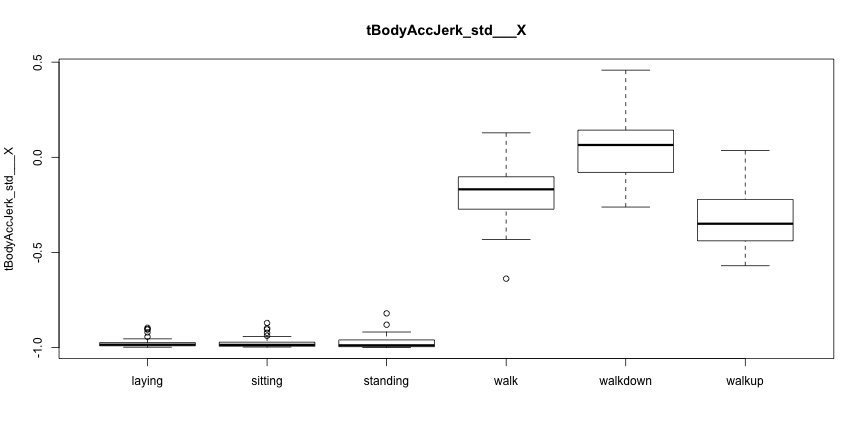 tBodyAccJerk_std___X
tBodyAccJerk_std___X
0.5
0.0
-0.5
-1.0
laying sitting standing walk walkdown walkup